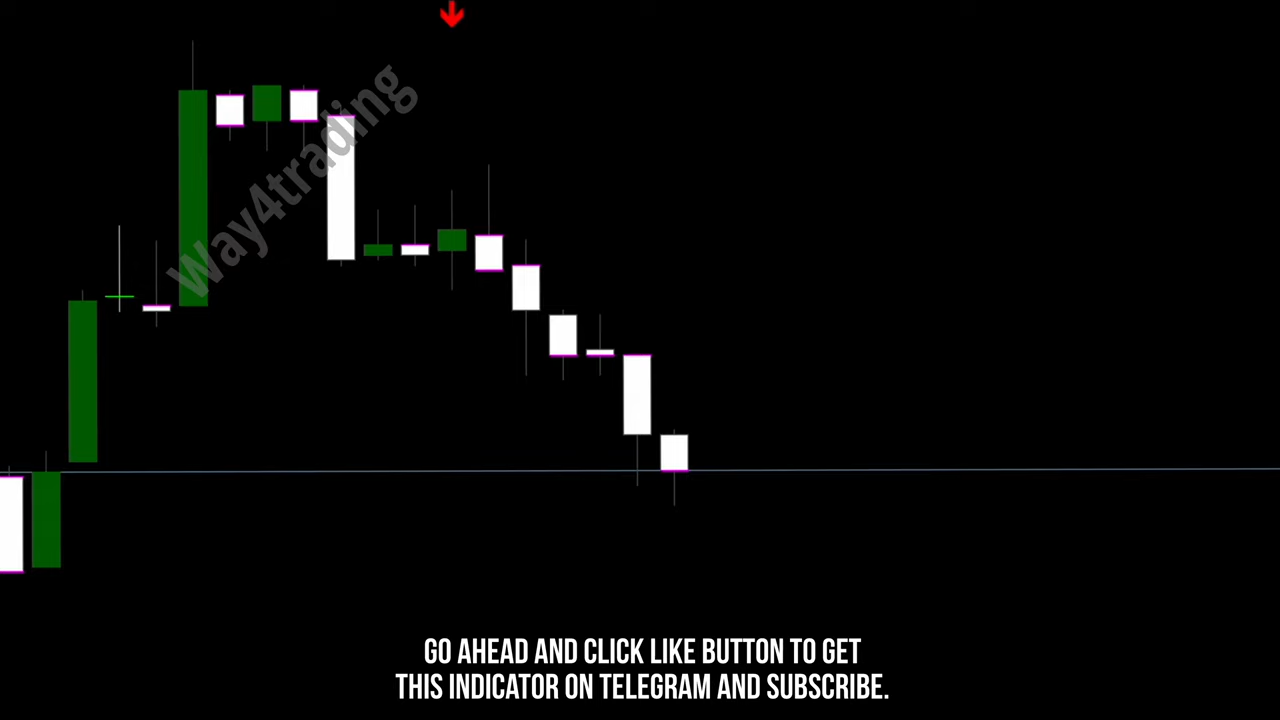 Way4trading
GO AHEAD AND CLICK LIKE BUTTON TO GET
THIS INDICATOR ON TELEGRAM AND SUBSCRIBE.